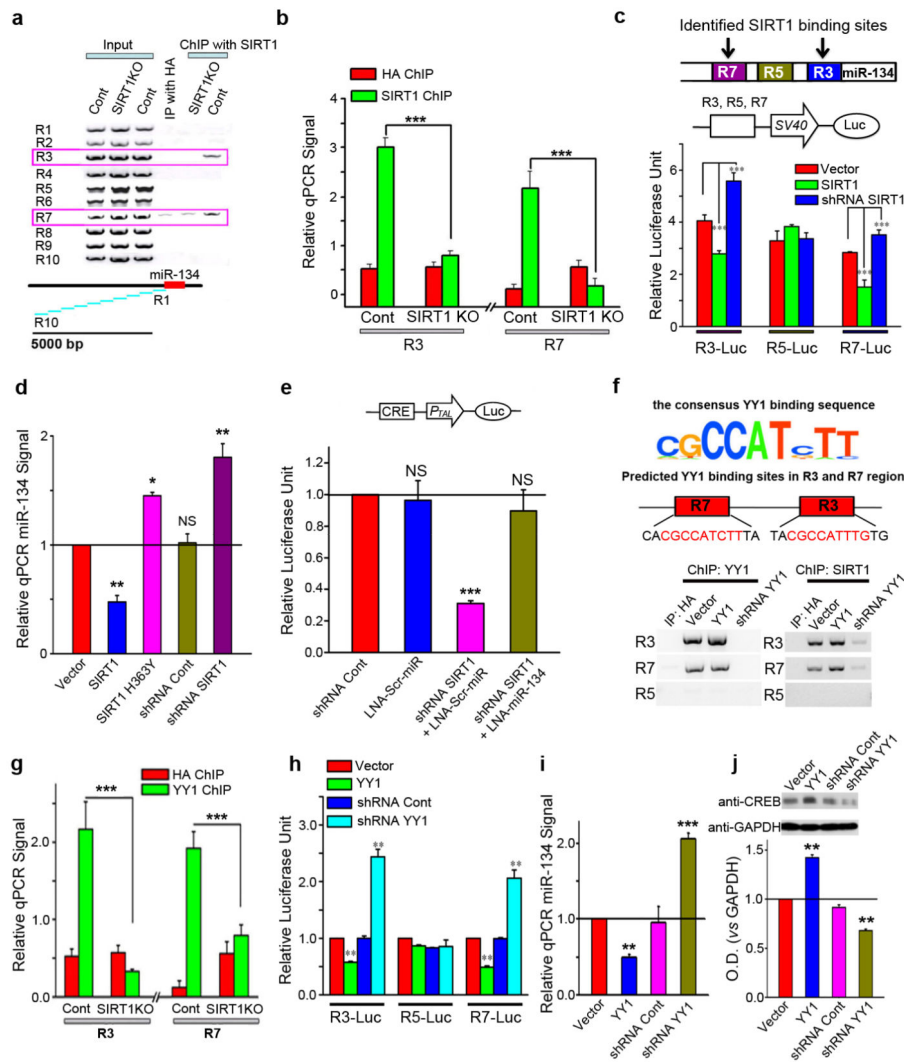 a
Input
ChIP with SIRT1
Cont
SIRT1KO
Cont
IP with HA
SIRT1KO
Cont
R1
R2
R3
R4
R5
R6
R7
R8
R9
R10
miR-134
R1
R10
5000 bp
b
HA ChIP
SIRT1 ChIP
Relative qPCR Signal
4
3
2
1
0
***
***
Cont
SIRT1 KO
Cont
SIRT1 KO
R3
R7
c
Identified SIRT1 binding sites
R7
R5
R3
miR-134
R3, R5, R7
SV40
Luc
Relative Luciferase Unit
6
4
2
0
Vector
SIRT1
shRNA SIRT1
***
***
***
***
R3-Luc
R5-Luc
R7-Luc
d
Relative qPCR miR-134 Signal
2
1
0
**
*
NS
**
Vector
SIRT1
SIRT1 H363Y
shRNA Cont
shRNA SIRT1
e
CRE
PTAL
Luc
Relative Luciferase Unit
1.0
0.8
0.6
0.4
0.2
0.0
NS
***
NS
shRNA Cont
LNA-Scr-miR
shRNA SIRT1
+ LNA-Scr-miR
shRNA SIRT1
+ LNA-miR-134
f
the consensus YY1 binding sequence
CGCCATCTT
Predicted YY1 binding sites in R3 and R7 region
R7
R3
CACGCCATCTTTA
TACGCCATTTGTG
ChIP: YY1
ChIP: SIRT1
IP: HA
Vector
YY1
shRNA YY1
IP: HA
Vector
YY1
shRNA YY1
R3
R7
R5
R3
R7
R5
g
HA ChIP
YY1 ChIP
Relative qPCR Signal
2.0
1.0
0.0
***
***
Cont
SIRT1KO
Cont
SIRT1KO
R3
R7
h
Vector
YY1
shRNA Cont
shRNA YY1
Relative Luciferase Unit
3.0
2.0
1.0
0.0
**
**
**
**
R3-Luc
R5-Luc
R7-Luc
i
Relative qPCR miR-134 Signal
2.0
1.0
0.0
**
***
Vector
YY1
shRNA Cont
shRNA YY1
j
Vector
YY1
shRNA Cont
shRNA YY1
anti-CREB
anti-GAPDH
O.D. (vs GAPDH)
1.5
1.0
0.5
0.0
**
**
Vector
YY1
shRNA Cont
shRNA YY1